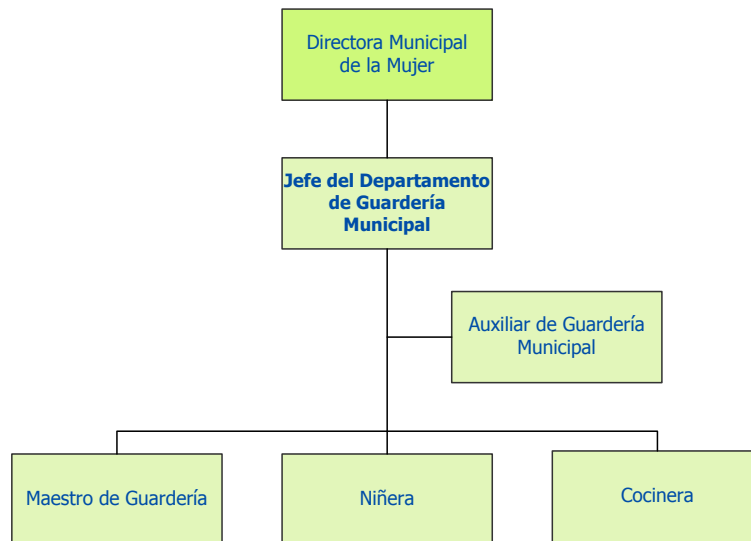 Directora Municipal
de la Mujer
Jefe del Departamento
de Guardería
Municipal
Auxiliar de Guardería
Municipal
Maestro de Guardería
Niñera
Cocinera